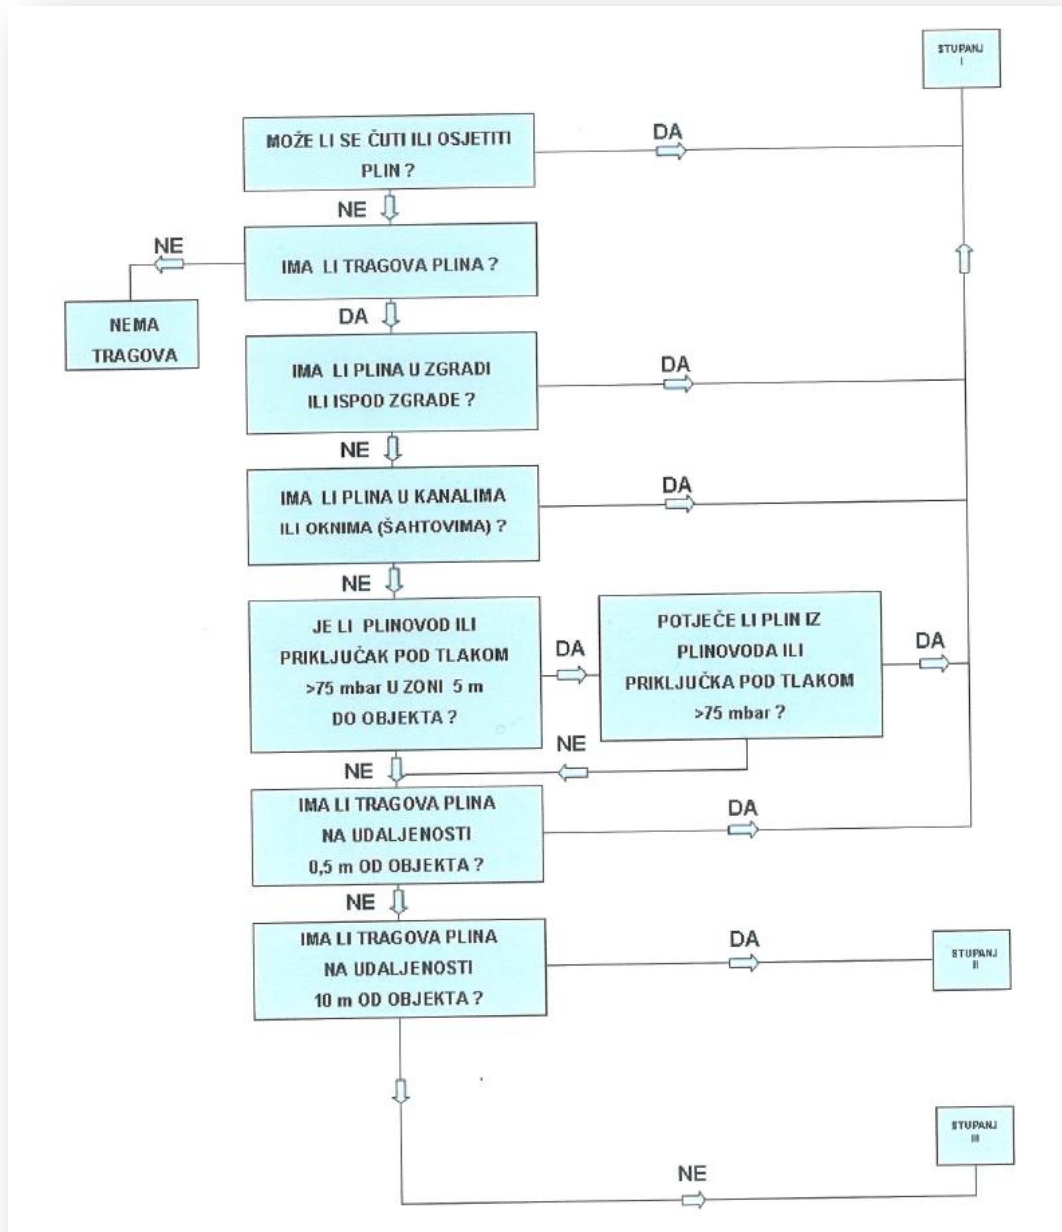 STUPANJ
I
MOŽE LI SE ČUTI ILI OSJETITI
PLIN ?
DA
NE
IMA LI TRAGOVA PLINA ?
NE
NEMA
TRAGOVA
DA
IMA LI PLINA U ZGRADI
ILI ISPOD ZGRADE ?
DA
NE
IMA LI PLINA U KANALIMA
ILI OKNIMA (ŠAHTOVIMA) ?
DA
NE
JE LI PLINOVOD ILI
PRIKLJUČAK POD TLAKOM
>75 mbar U ZONI 5 m
DO OBJEKTA ?
DA
POTJEČE LI PLIN IZ
PLINOVODA ILI
PRIKLJUČKA POD TLAKOM
>75 mbar ?
DA
NE
NE
IMA LI TRAGOVA PLINA
NA UDALJENOSTI
0,5 m OD OBJEKTA ?
DA
NE
IMA LI TRAGOVA PLINA
NA UDALJENOSTI
10 m OD OBJEKTA ?
DA
STUPANJ
II
NE
STUPANJ
III